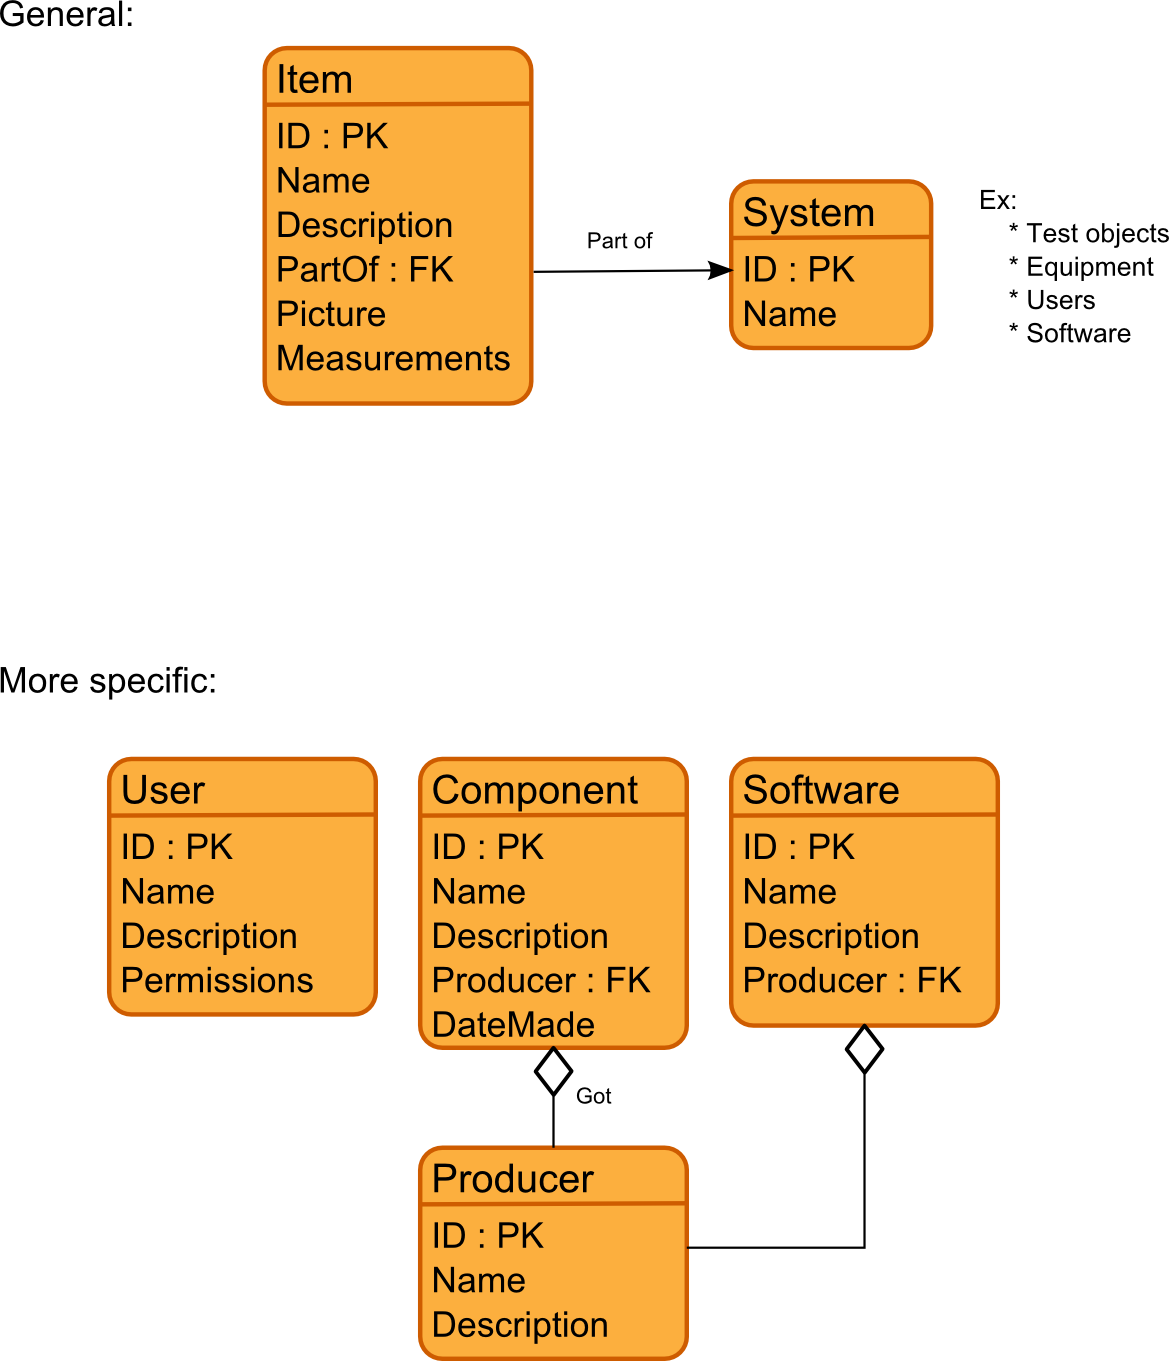 General:
Item
ID : PK
Name
Description
PartOf : FK
Picture
Measurements
Part of
System
ID : PK
Name
Ex:
* Test objects
* Equipment
* Users
* Software
More specific:
User
ID : PK
Name
Description
Permissions
Component
ID : PK
Name
Description
Producer : FK
DateMade
Software
ID : PK
Name
Description
Producer : FK
Got
Producer
ID : PK
Name
Description